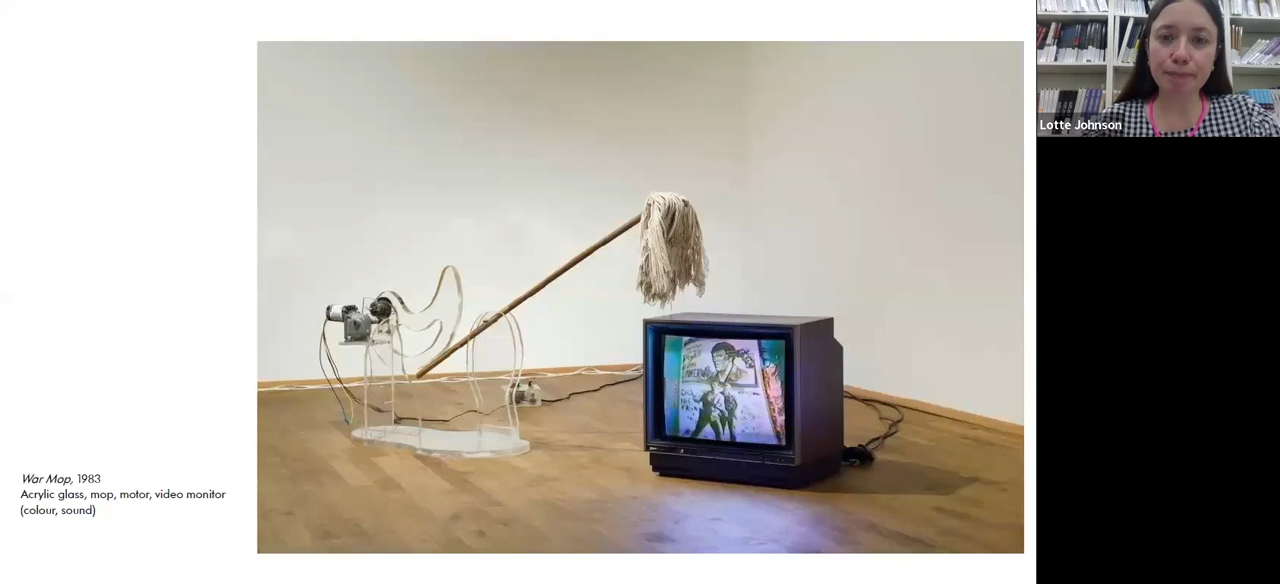 War Mop, 1983
Acrylic glass, mop, motor, video monitor
(colour, sound)
Lotte Johnson